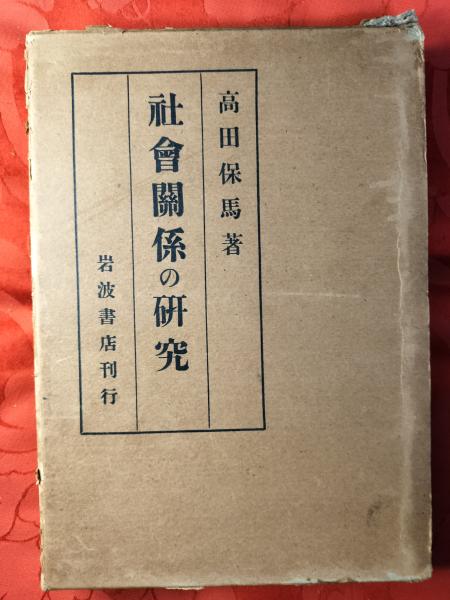 高田保馬著
社會關係の研究
岩波書店刊行